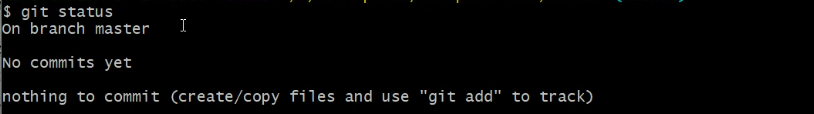 $ git status
On branch master
No commits yet
nothing to commit (create/copy files and use "git add" to track)